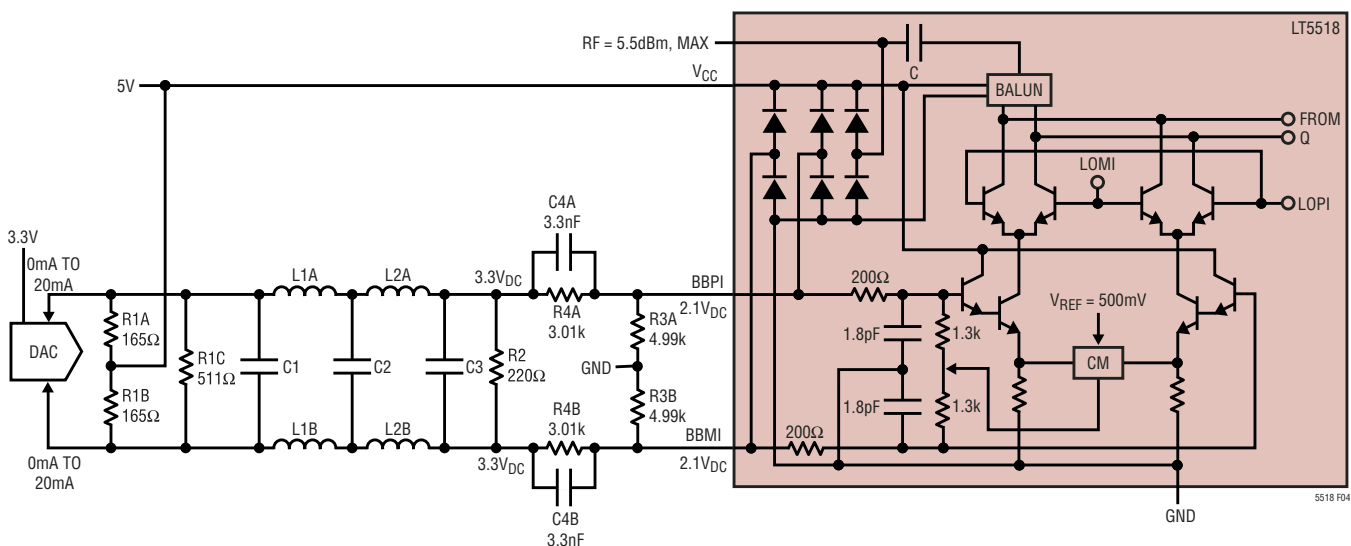 LT5518
RF = 5.5dBm, MAX
C
VCC
5V
BALUN
FROM
Q
LOMI
LOPI
C4A
3.3nF
3.3V
0mA TO
20mA
L1A
L2A
3.3VDC
R4A
3.01k
BBPI
2.1VDC
200Ω
VREF = 500mV
DAC
R1A
165Ω
R1B
165Ω
R1C
511Ω
C1
C2
C3
R2
220Ω
R3A
4.99k
GND
R3B
4.99k
1.8pF
1.3k
1.8pF
1.3k
CM
R4B
3.01k
L1B
L2B
3.3VDC
BBMI
2.1VDC
200Ω
0mA TO
20mA
C4B
3.3nF
GND
5518 F04